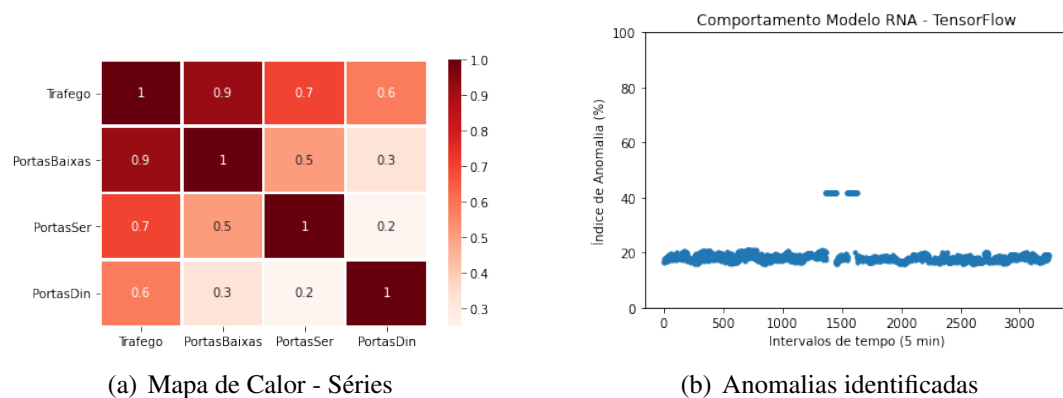 Trafego
PortasBaixas
PortasSer
PortasDin
1 0.9 0.7 0.6
0.9 1 0.5 0.3
0.7 0.5 1 0.2
0.6 0.3 0.2 1
Trafego PortasBaixas PortasSer PortasDin
1.0
0.9
0.8
0.7
0.6
0.5
0.4
0.3
(a) Mapa de Calor - Séries
Comportamento Modelo RNA - TensorFlow
Índice de Anomalia (%)
100
80
60
40
20
0
0 500 1000 1500 2000 2500 3000
Intervalos de tempo (5 min)
(b) Anomalias identificadas